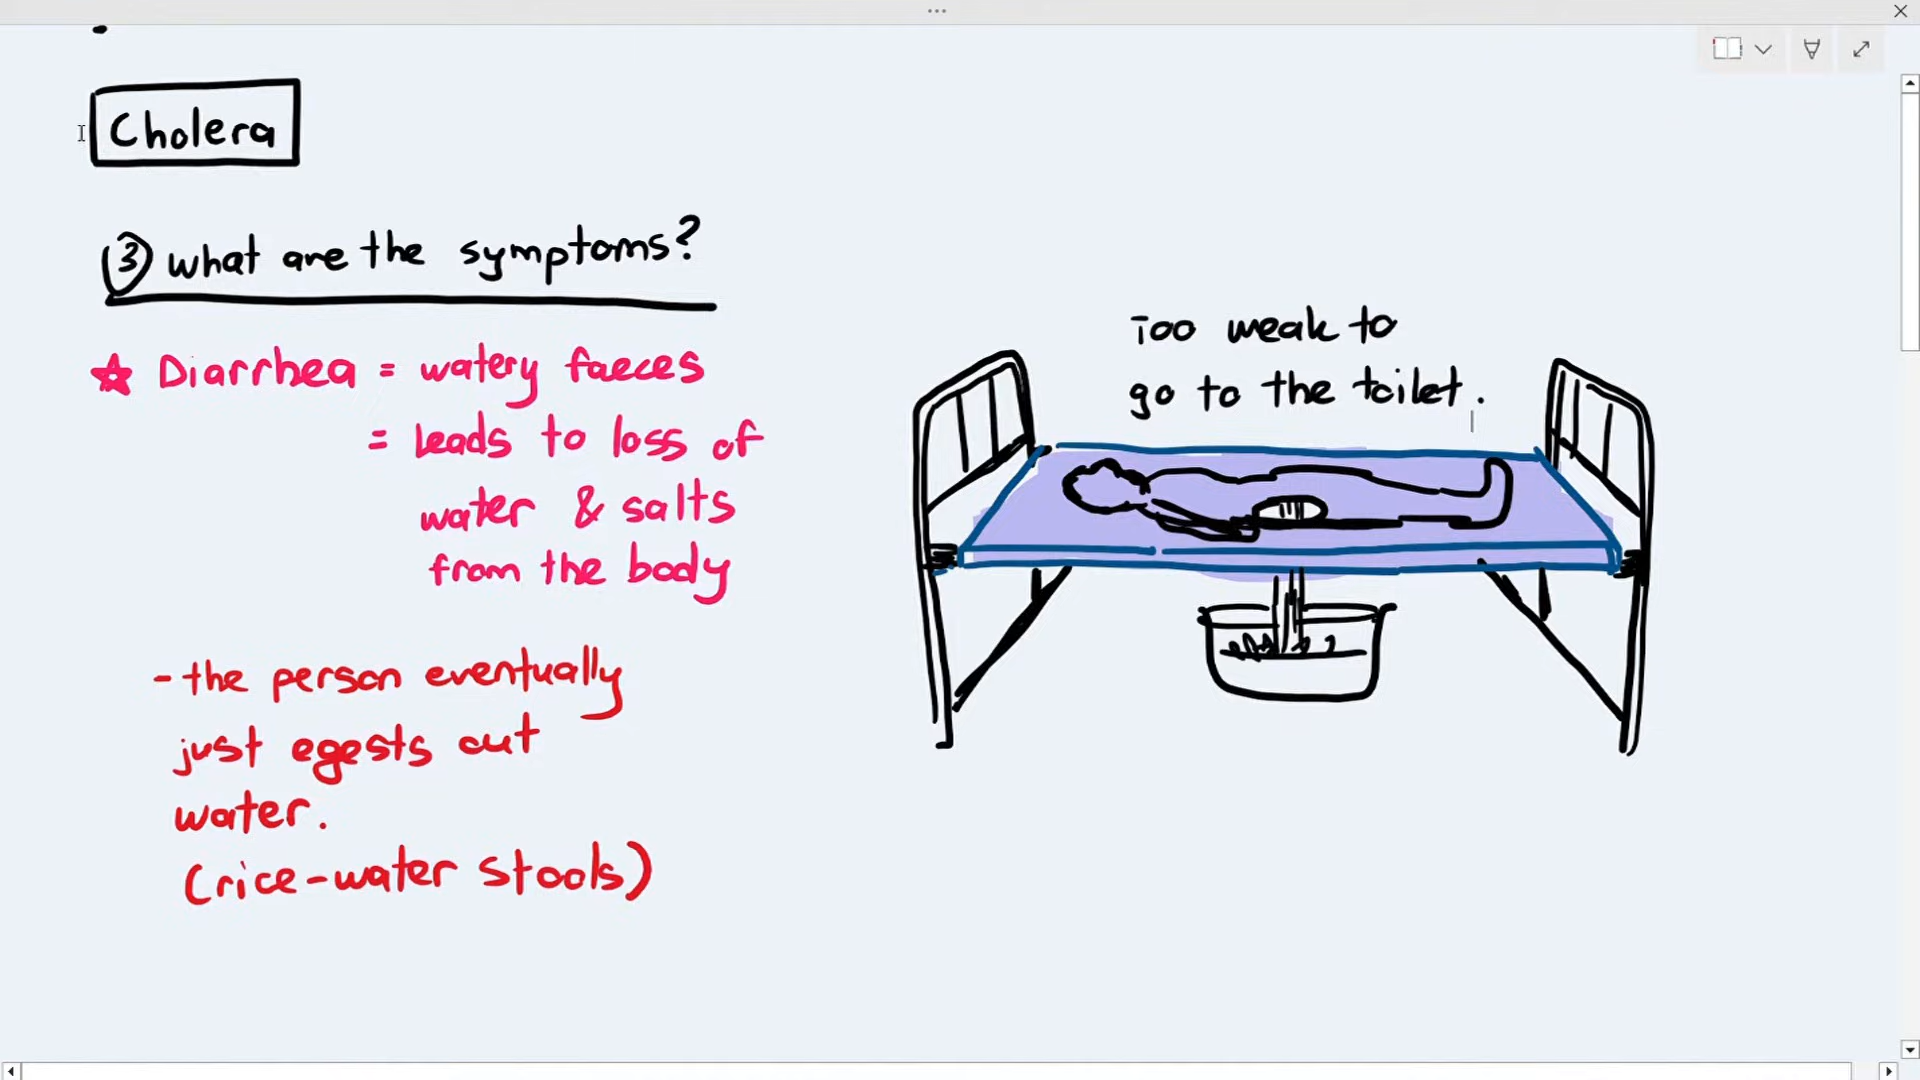 Cholera
③ What are the symptoms?
Diarrhea = watery faeces
= leads to loss of
water & salts
from the body
- the person eventually
just egests out
water.
(rice-water stools)
Too weak to
go to the toilet.